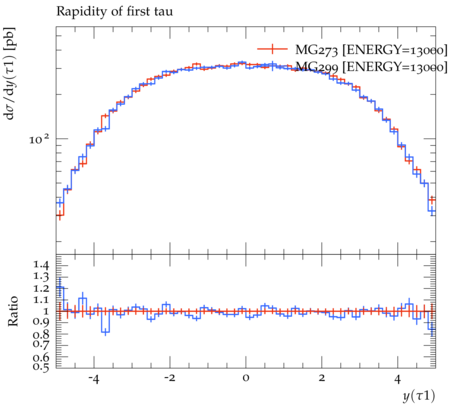 Rapidity of first tau
dσ/dy(τ1) [pb]
MG273 [ENERGY=13000]
MG299 [ENERGY=13000]
10²
Ratio
1.4
1.3
1.2
1.1
1
0.9
0.8
0.7
0.6
0.5
-4 -2 0 2 4
y(τ1)